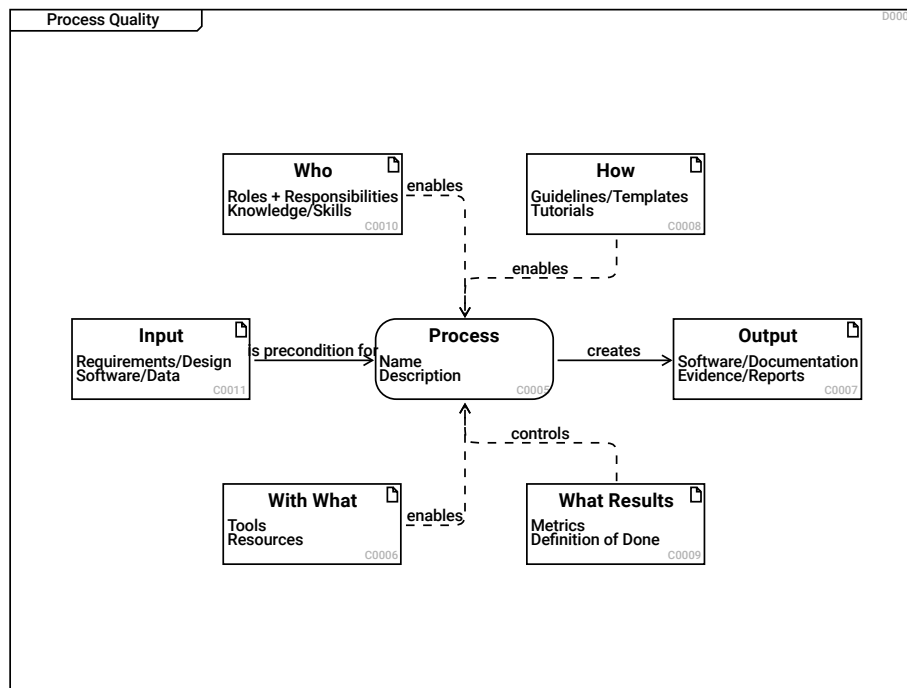 Process Quality
D000
Who
Roles + Responsibilities
Knowledge/Skills
C0010
enables
How
Guidelines/Templates
Tutorials
C0008
enables
Input
Requirements/Design
Software/Data
C0011
is precondition for
Process
Name
Description
C0005
creates
Output
Software/Documentation
Evidence/Reports
C0007
controls
With What
Tools
Resources
C0006
enables
What Results
Metrics
Definition of Done
C0009